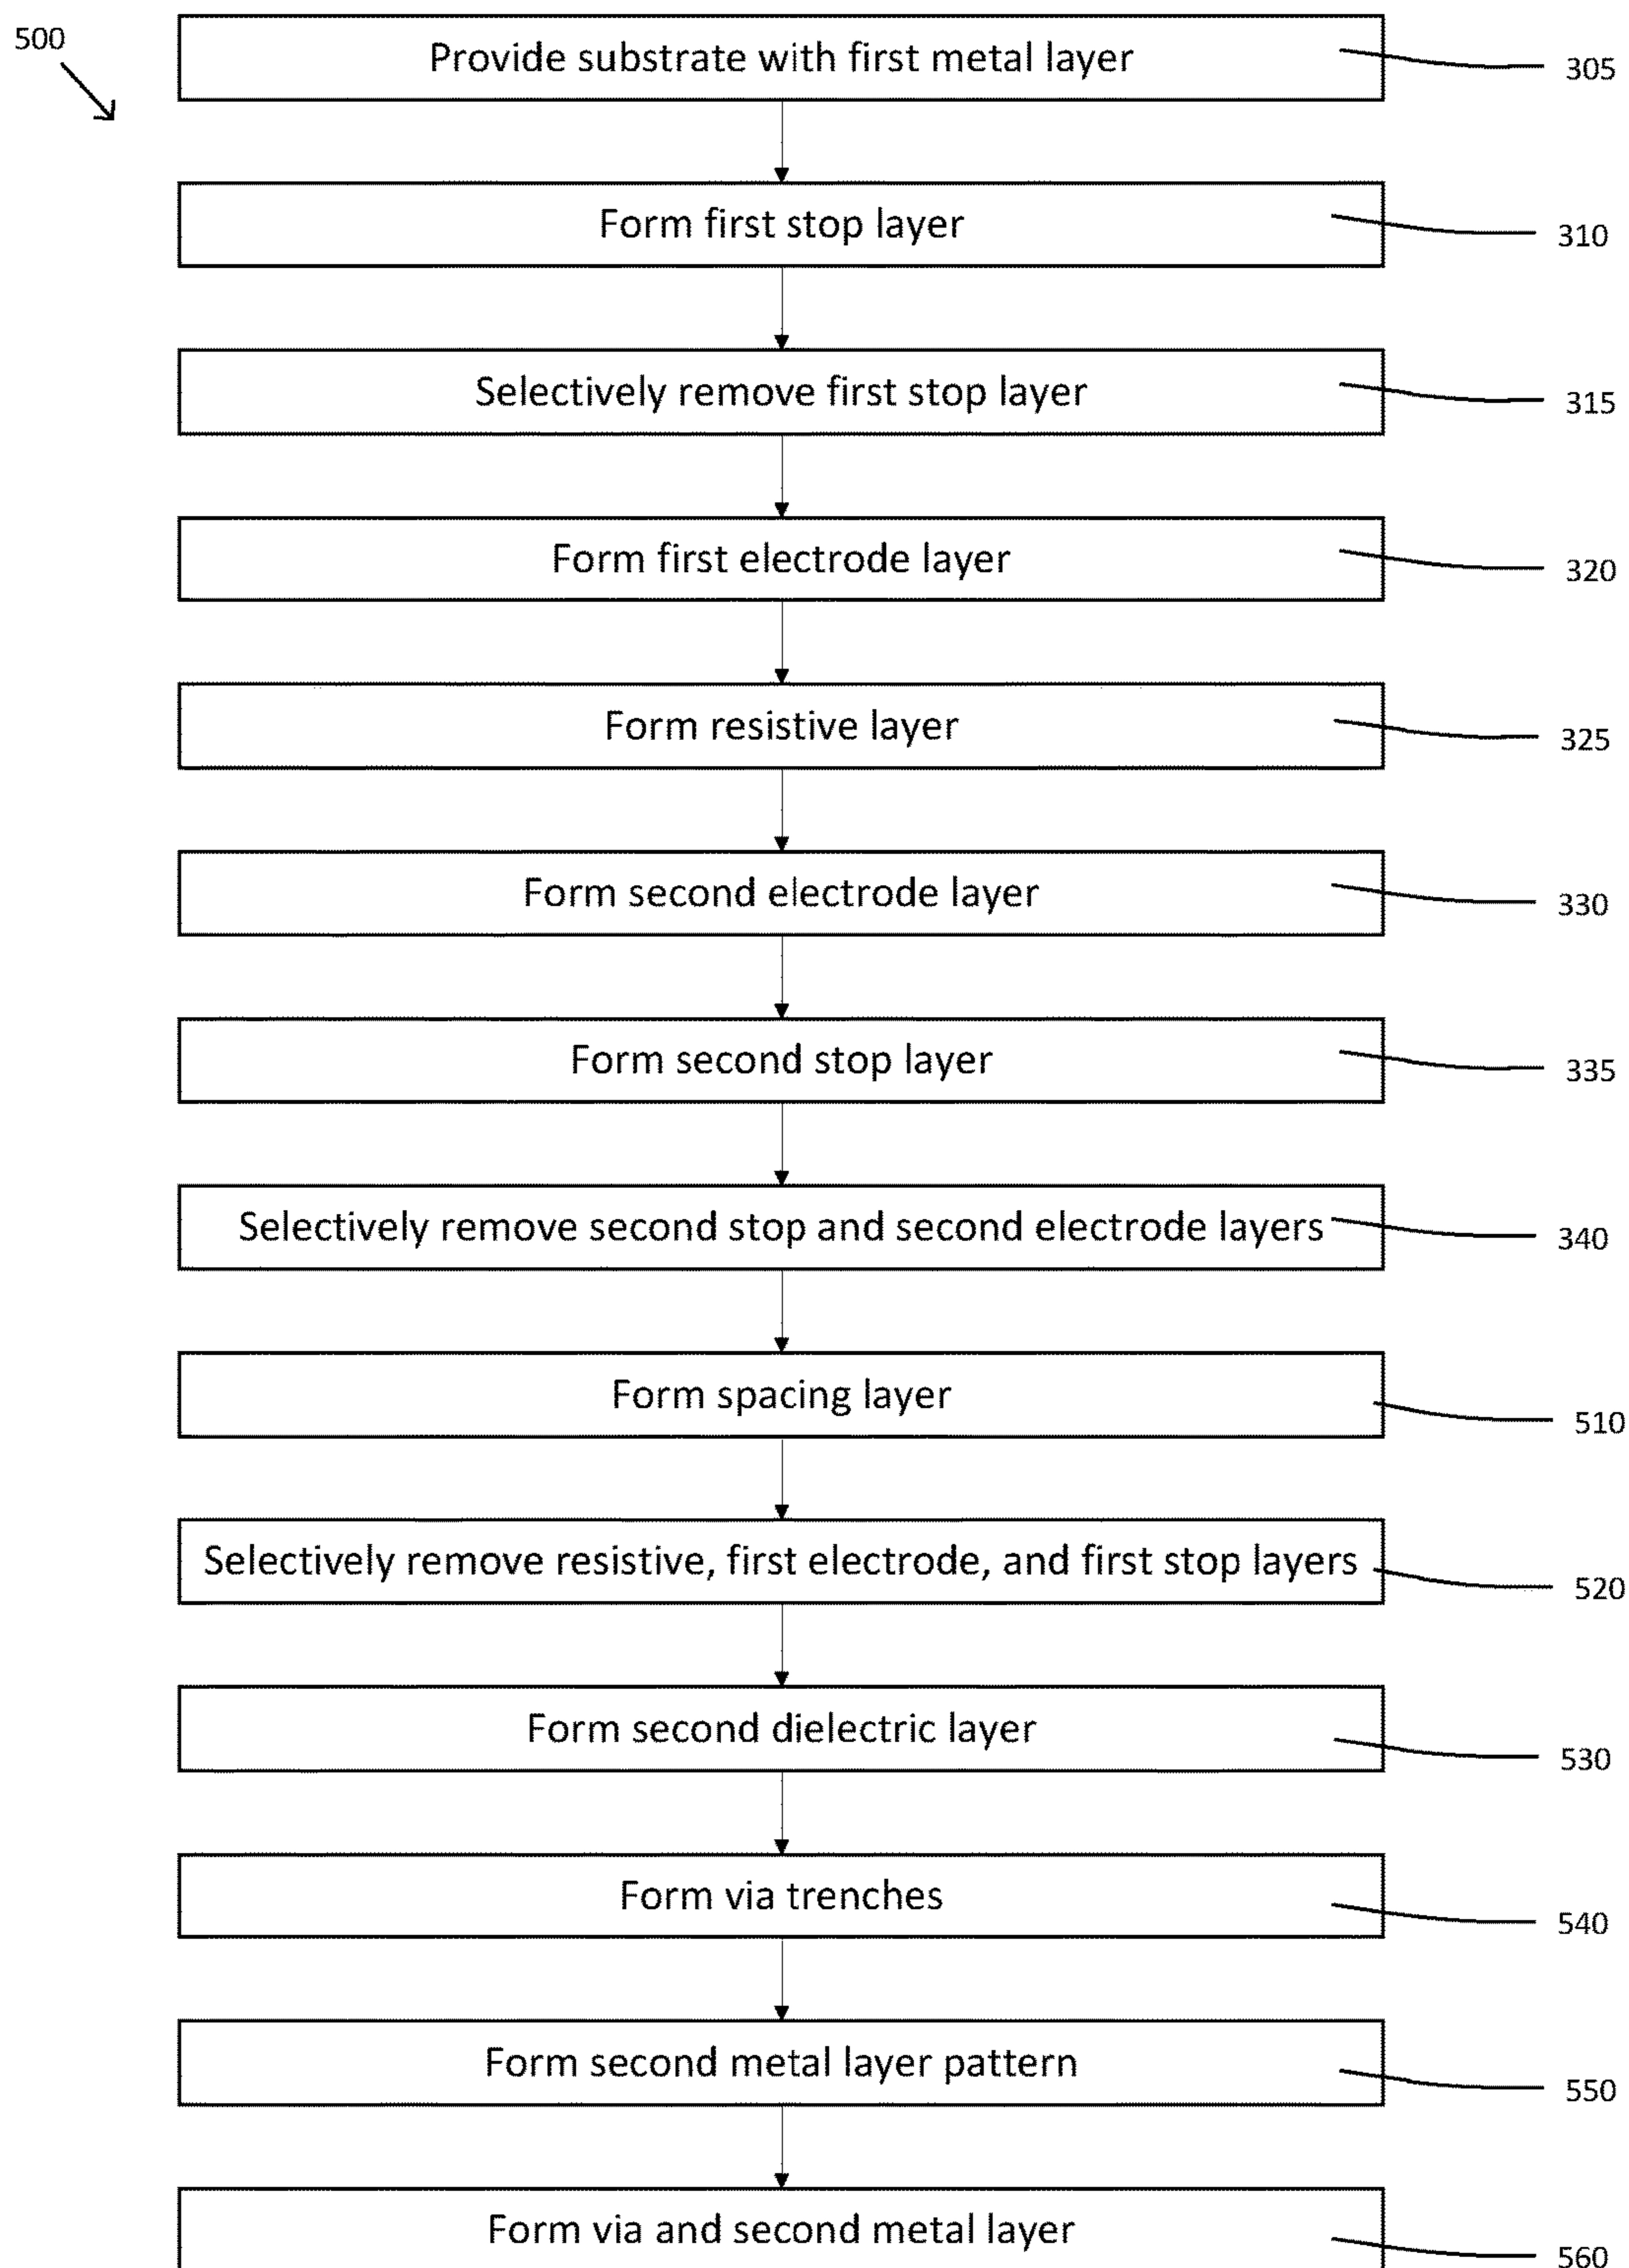 500
Provide substrate with first metal layer
305
Form first stop layer
310
Selectively remove first stop layer
315
Form first electrode layer
320
Form resistive layer
325
Form second electrode layer
330
Form second stop layer
335
Selectively remove second stop and second electrode layers
340
Form spacing layer
510
Selectively remove resistive, first electrode, and first stop layers
520
Form second dielectric layer
530
Form via trenches
540
Form second metal layer pattern
550
Form via and second metal layer
560